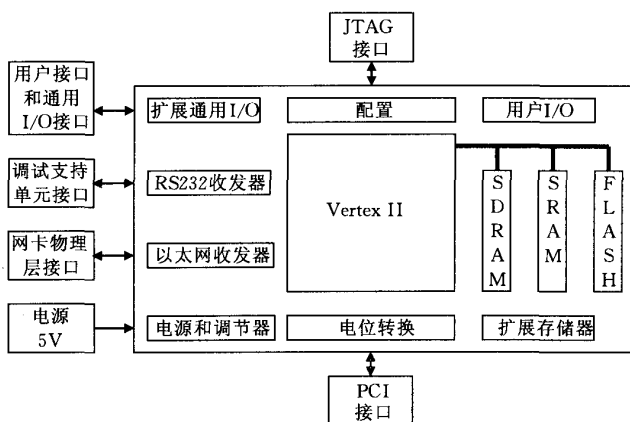 JTAG
接口
用户接口
和通用
I/O接口
扩展通用I/O
配置
用户I/O
调试支持
单元接口
RS232收发器
Vertex II
SDRAM
SRAM
FLASH
网卡物理
层接口
以太网收发器
电源
5V
电源和调节器
电位转换
扩展存储器
PCI
接口